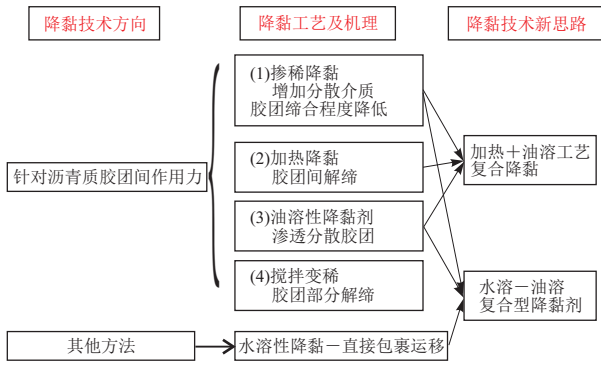 降黏技术方向
降黏工艺及机理
降黏技术新思路
针对沥青质胶团间作用力
(1)掺稀降黏
增加分散介质
胶团缔合程度降低
(2)加热降黏
胶团间解缔
(3)油溶性降黏剂
渗透分散胶团
(4)搅拌变稀
胶团部分解缔
加热＋油溶工艺
复合降黏
水溶－油溶
复合型降黏剂
其他方法
水溶性降黏－直接包裹运移